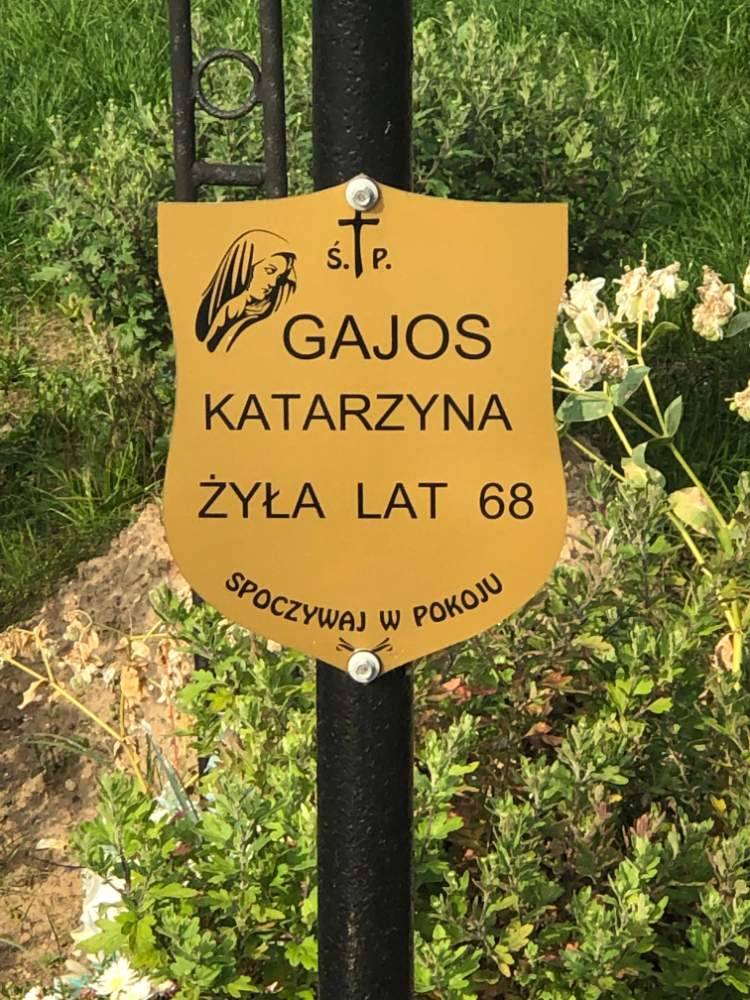 Ś. P.
GAJOS
KATARZYNA
ŻYŁA LAT 68
SPOCZYWAJ W POKOJU